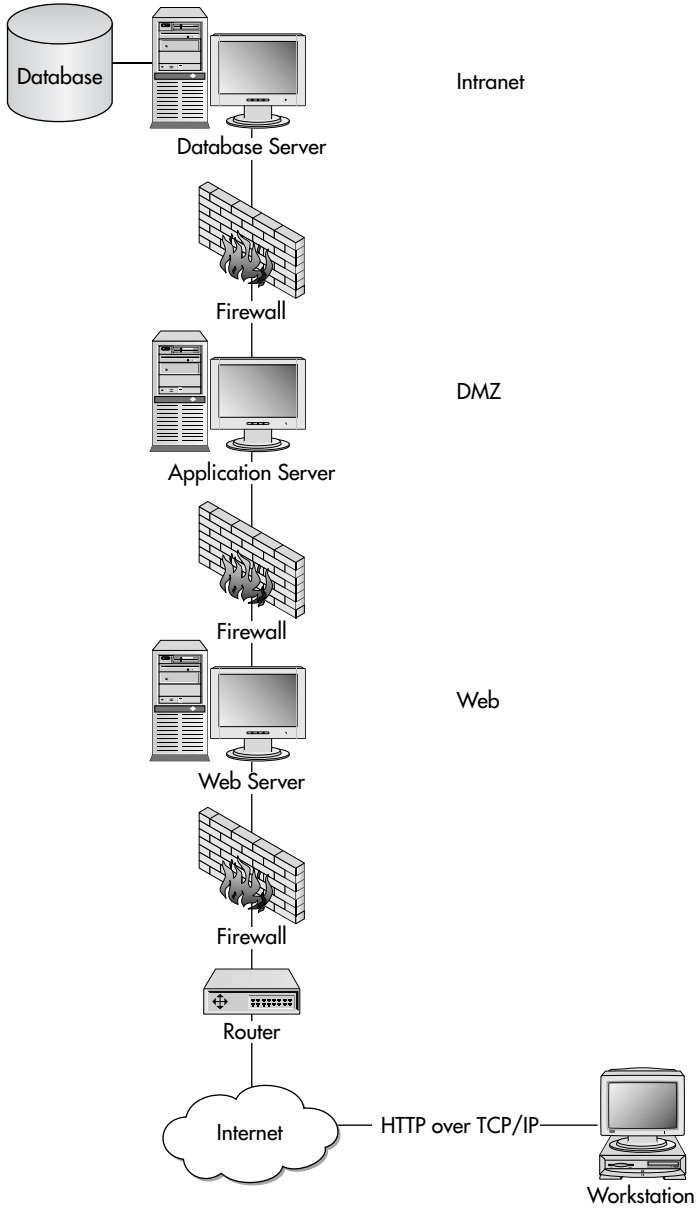 Database
Intranet
Database Server
Firewall
DMZ
Application Server
Firewall
Web
Web Server
Firewall
Router
Internet
HTTP over TCP/IP
Workstation